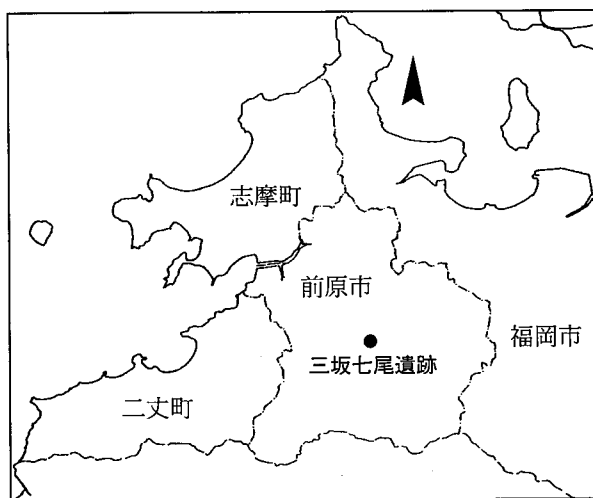 志摩町
前原市
福岡市
三坂七尾遺跡
二丈町